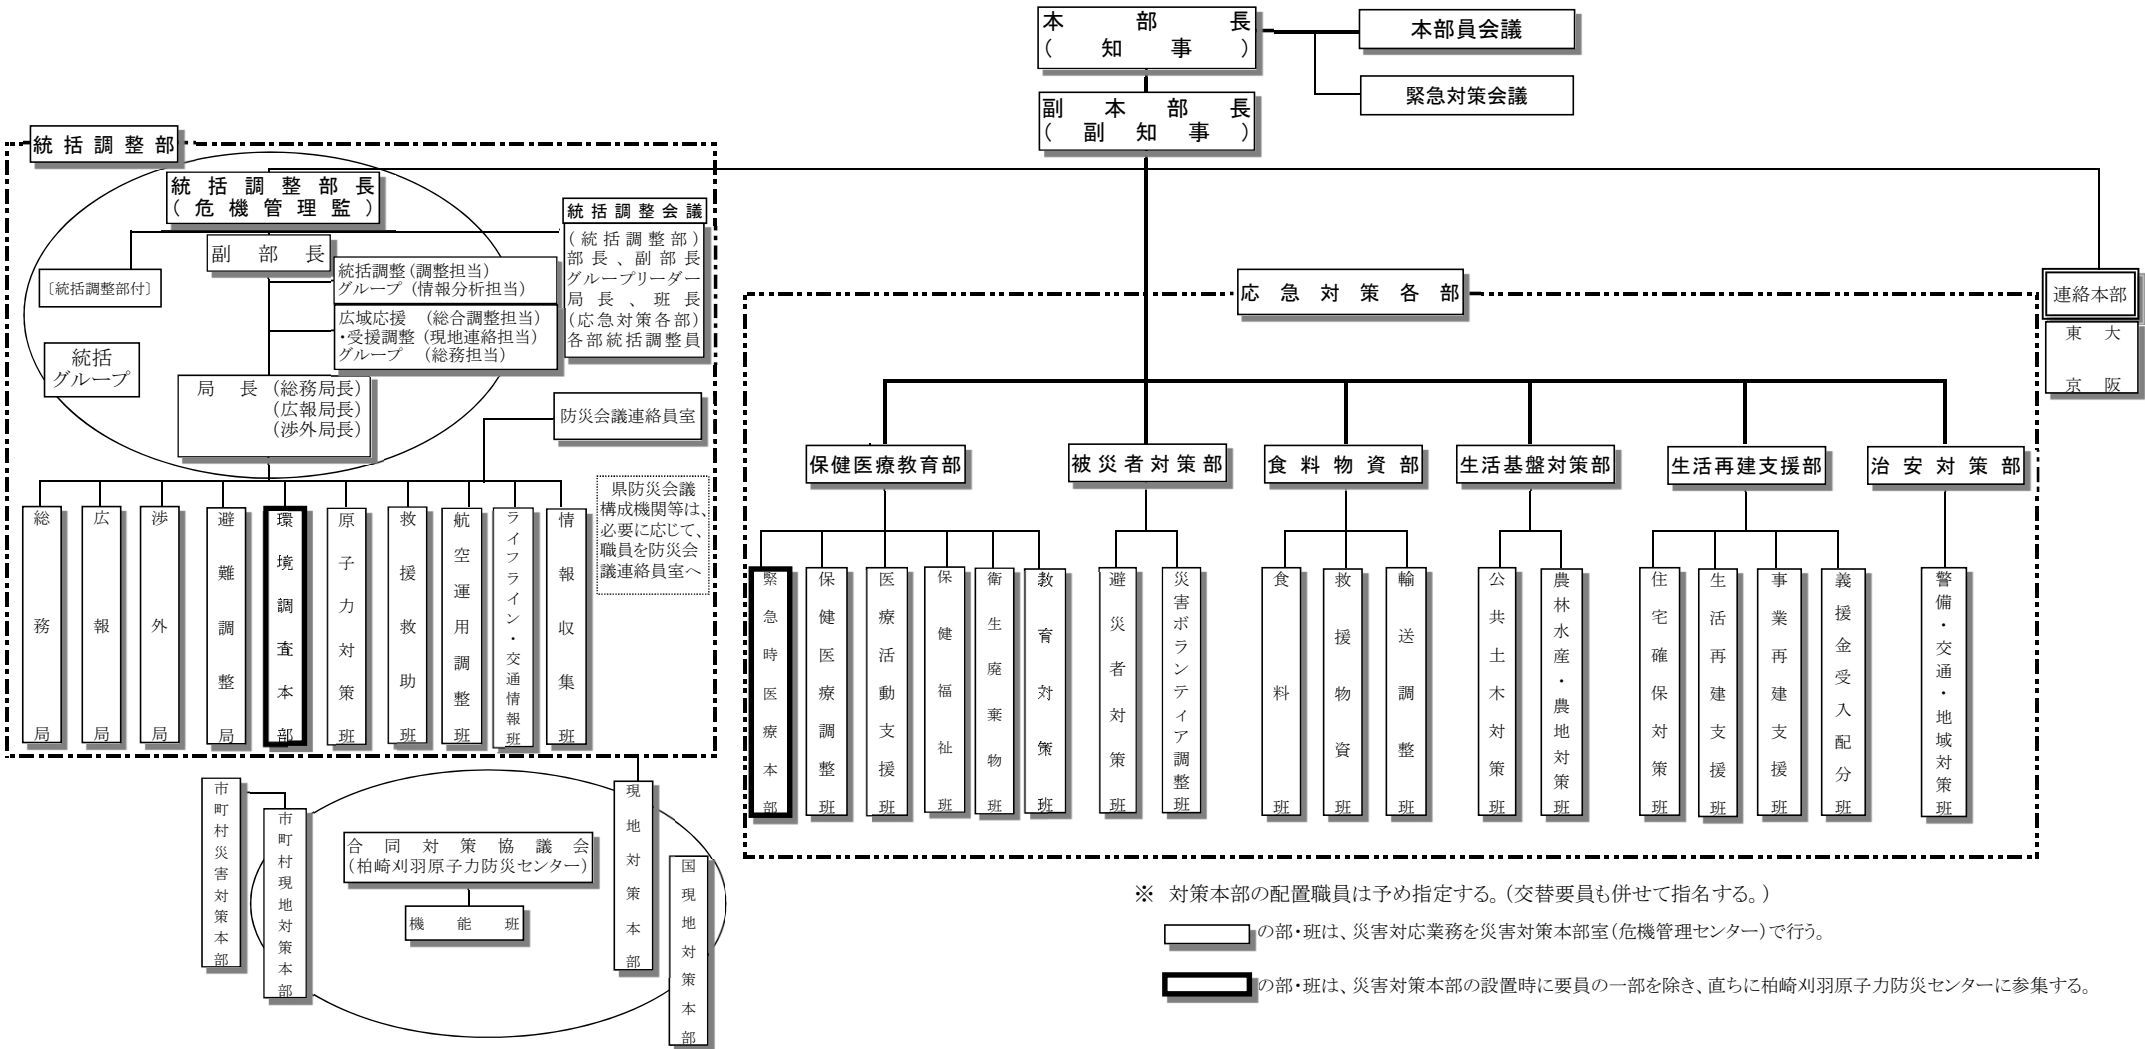 本部長
(知事)
本部員会議
緊急対策会議
副本部長
(副知事)
統括調整部
統括調整部長
(危機管理監)
副部長
〔統括調整部付〕
統括調整(調整担当)
グループ(情報分析担当)
広域応援 (総合調整担当)
・受援調整(現地連絡担当)
グループ (総務担当)
統括
グループ
局長(総務局長)
(広報局長)
(渉外局長)
統括調整会議
(統括調整部)
部長、副部長
グループリーダー
局長、班長
(応急対策各部)
各部統括調整員
防災会議連絡員室
県防災会議
構成機関等は、
必要に応じて、
職員を防災会
議連絡員室へ
総務局
広報局
渉外局
避難調整局
環境調査本部
原子力対策班
救援救助班
航空運用調整班
ライフライン・交通情報班
情報収集班
連絡本部
東京
大阪
応急対策各部
保健医療教育部
被災者対策部
食料物資部
生活基盤対策部
生活再建支援部
治安対策部
緊急時医療本部
保健医療調整班
医療活動支援班
保健福祉班
衛生廃棄物班
教育対策班
避災者対策班
災害ボランティア調整班
食料班
救援物資班
輸送調整班
公共土木対策班
農林水産・農地対策班
住宅確保対策班
生活再建支援班
事業再建支援班
義援金受入配分班
警備・交通・地域対策班
市町村災害対策本部
市町村現地対策本部
合同対策協議会
(柏崎刈羽原子力防災センター)
機能班
現地対策本部
国現地対策本部
※ 対策本部の配置職員は予め指定する。(交替要員も併せて指名する。)
の部・班は、災害対応業務を災害対策本部室(危機管理センター)で行う。
の部・班は、災害対策本部の設置時に要員の一部を除き、直ちに柏崎刈羽原子力防災センターに参集する。